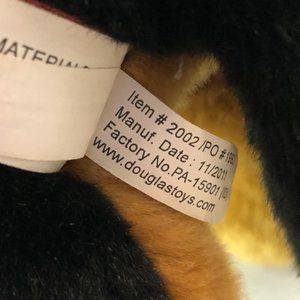 MATERIAL
Item # 2002 /PO #
Manuf. Date : 11/2011
Factory No.PA-15901
www.douglastoys.com